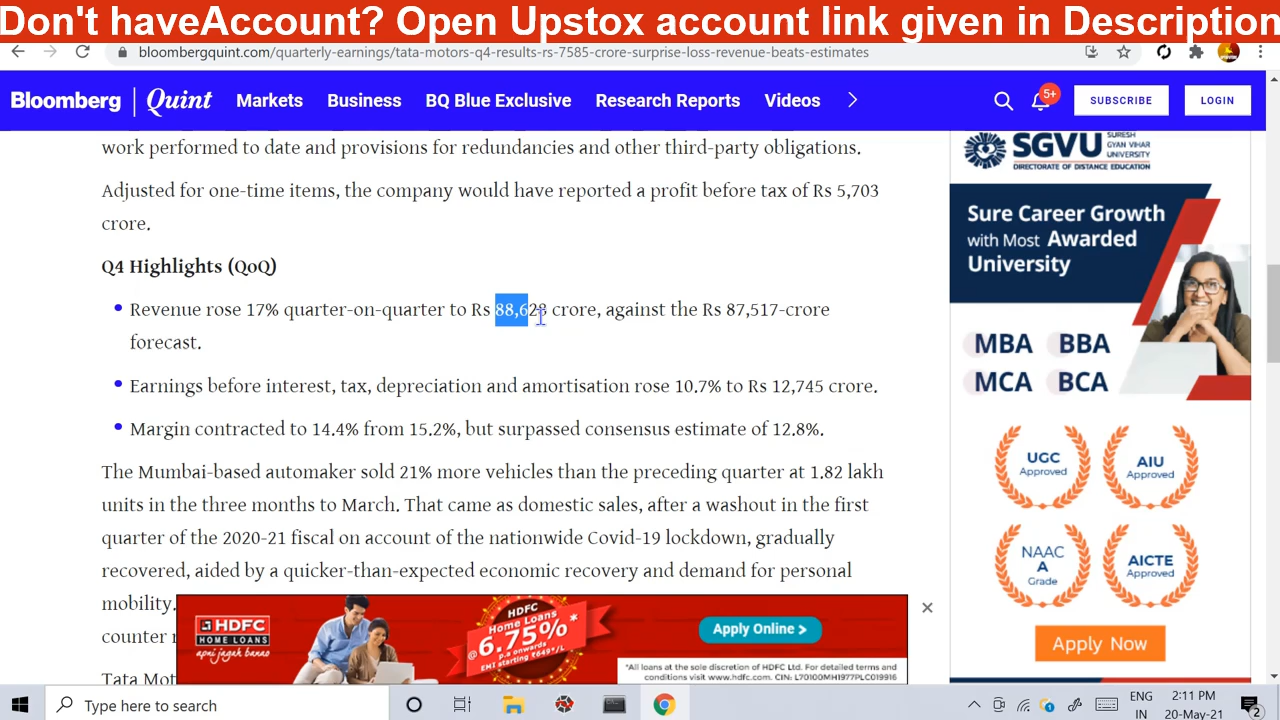 Don't haveAccount? Open Upstox account link given in Description
bloombergquint.com/quarterly-earnings/tata-motors-q4-results-rs-7585-crore-surprise-loss-revenue-beats-estimates
Bloomberg | Quint Markets Business BQ Blue Exclusive Research Reports Videos 5+ SUBSCRIBE LOGIN
work performed to date and provisions for redundancies and other third-party obligations.
Adjusted for one-time items, the company would have reported a profit before tax of Rs 5,703
crore.
Q4 Highlights (QoQ)
• Revenue rose 17% quarter-on-quarter to Rs 88,628 crore, against the Rs 87,517-crore
forecast.
• Earnings before interest, tax, depreciation and amortisation rose 10.7% to Rs 12,745 crore.
• Margin contracted to 14.4% from 15.2%, but surpassed consensus estimate of 12.8%.
The Mumbai-based automaker sold 21% more vehicles than the preceding quarter at 1.82 lakh
units in the three months to March. That came as domestic sales, after a washout in the first
quarter of the 2020-21 fiscal on account of the nationwide Covid-19 lockdown, gradually
recovered, aided by a quicker-than-expected economic recovery and demand for personal
mobility.
counter
Tata Mot
SGVU SURESH
GYAN VIHAR
UNIVERSITY
DIRECTORATE OF DISTANCE EDUCATION
Sure Career Growth
with Most Awarded
University
MBA BBA
MCA BCA
UGC
Approved
AIU
Approved
NAAC
A
Grade
AICTE
Approved
Apply Now
HDFC
HOME LOANS
apni jagah banao
HDFC
Home Loans
@6.75%*
p.a onwards
EMI starting ₹649*/L
Apply Online >
*All loans at the sole discretion of HDFC Ltd. For detailed terms and
conditions visit www.hdfc.com. CIN: L70100MH1977PLC019916
Type here to search
ENG
IN
2:11 PM
20-May-21
2